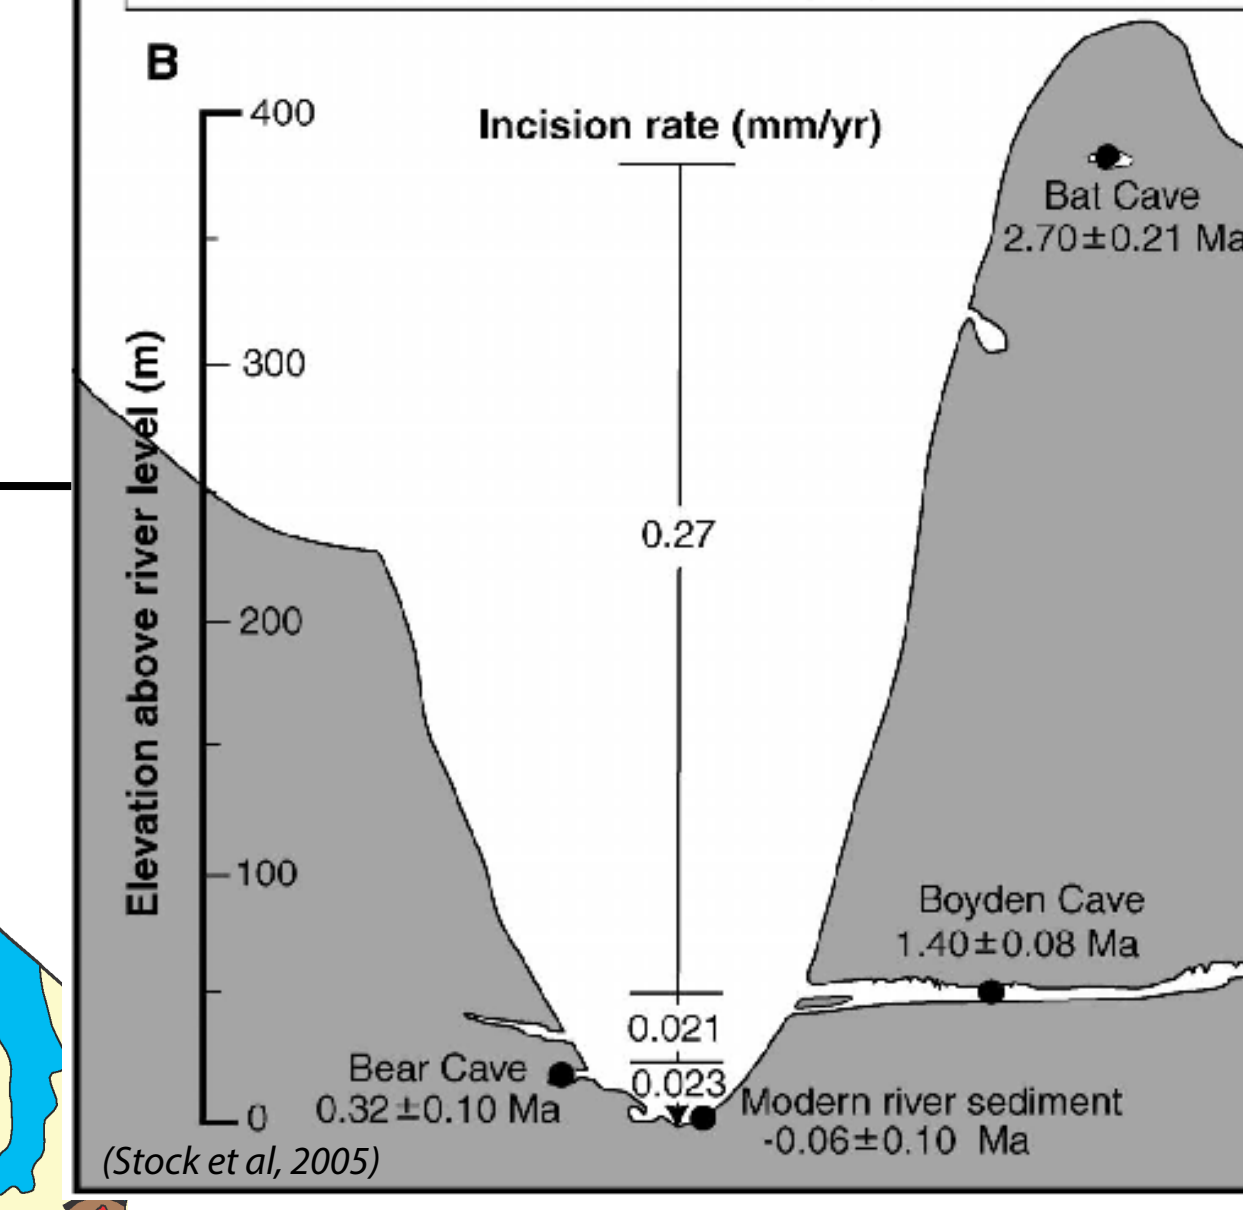 B
400
Incision rate (mm/yr)
Bat Cave
2.70±0.21 Ma
300
Elevation above river level (m)
0.27
200
100
Boyden Cave
1.40±0.08 Ma
0.021
Bear Cave
0.32±0.10 Ma
0.023
Modern river sediment
-0.06±0.10 Ma
0
(Stock et al, 2005)